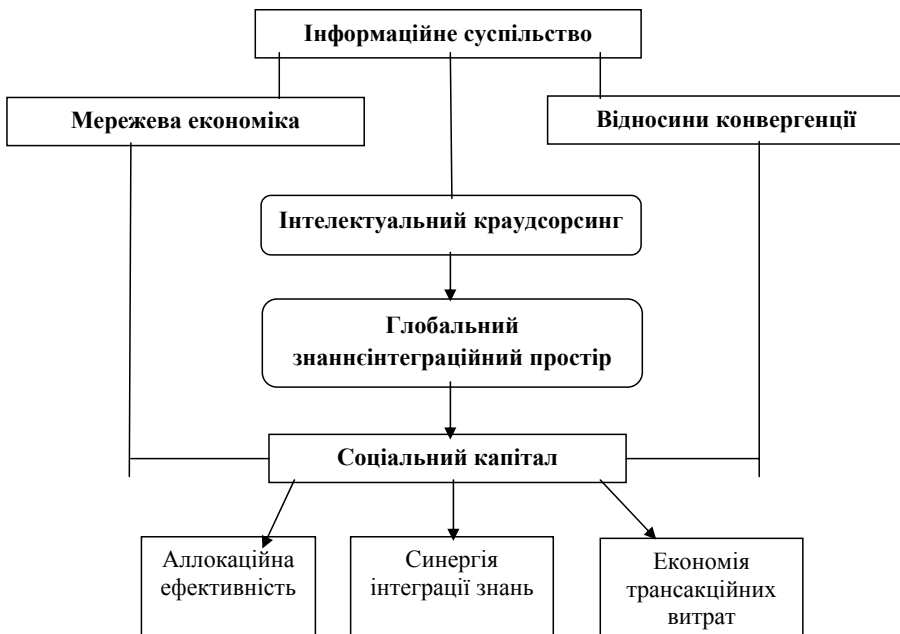 Інформаційне суспільство
Мережева економіка
Відносини конвергенції
Інтелектуальний краудсорсинг
Глобальний
знаннєінтеграційний простір
Соціальний капітал
Аллокаційна
ефективність
Синергія
інтеграції знань
Економія
трансакційних
витрат